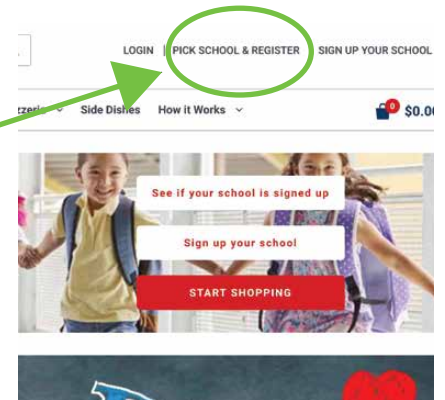 LOGIN | PICK SCHOOL & REGISTER SIGN UP YOUR SCHOOL
Side Dishes How it Works 0 $0.00
See if your school is signed up
Sign up your school
START SHOPPING